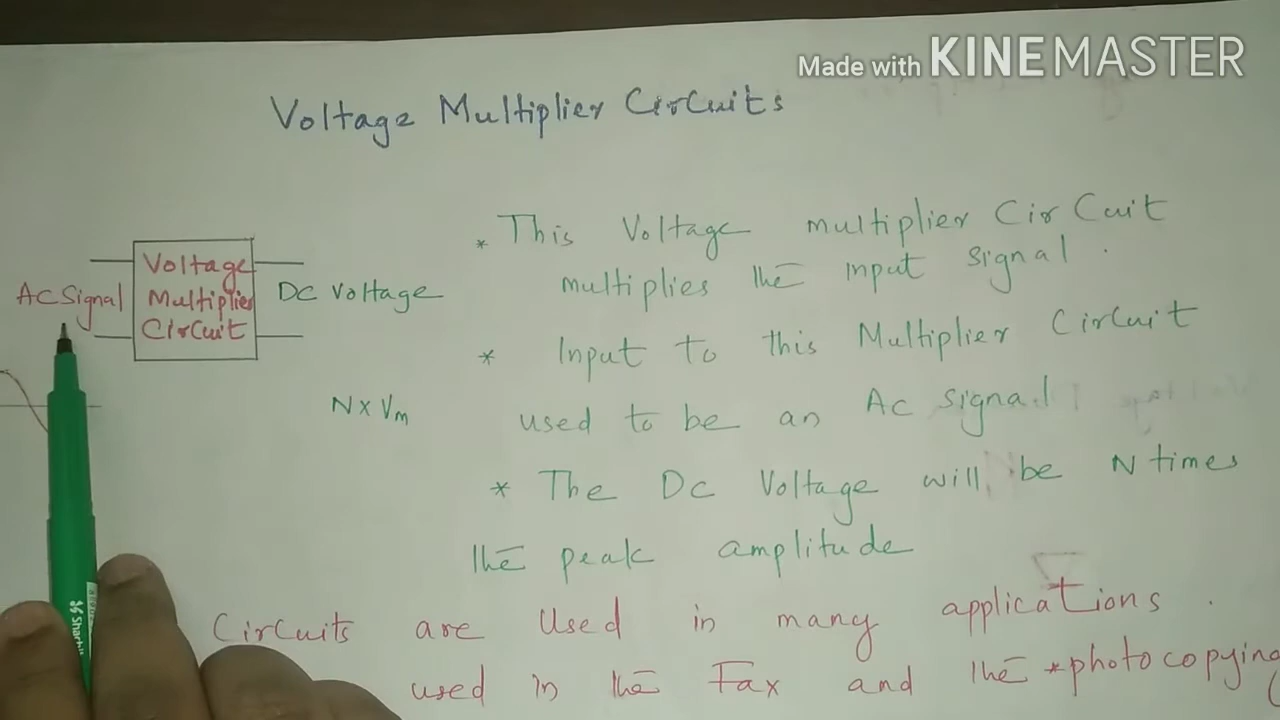 Made with KINEMASTER
Voltage Multiplier Circuits
* This Voltage multiplier Circuit
multiplies the input signal.
Voltage
Multiplier
Circuit
AC Signal
DC Voltage
N x Vm
* Input to this Multiplier Circuit
used to be an Ac signal
* The Dc Voltage will be N times
the peak amplitude
Circuits are used in many applications.
used in the Fax and the *photocopying